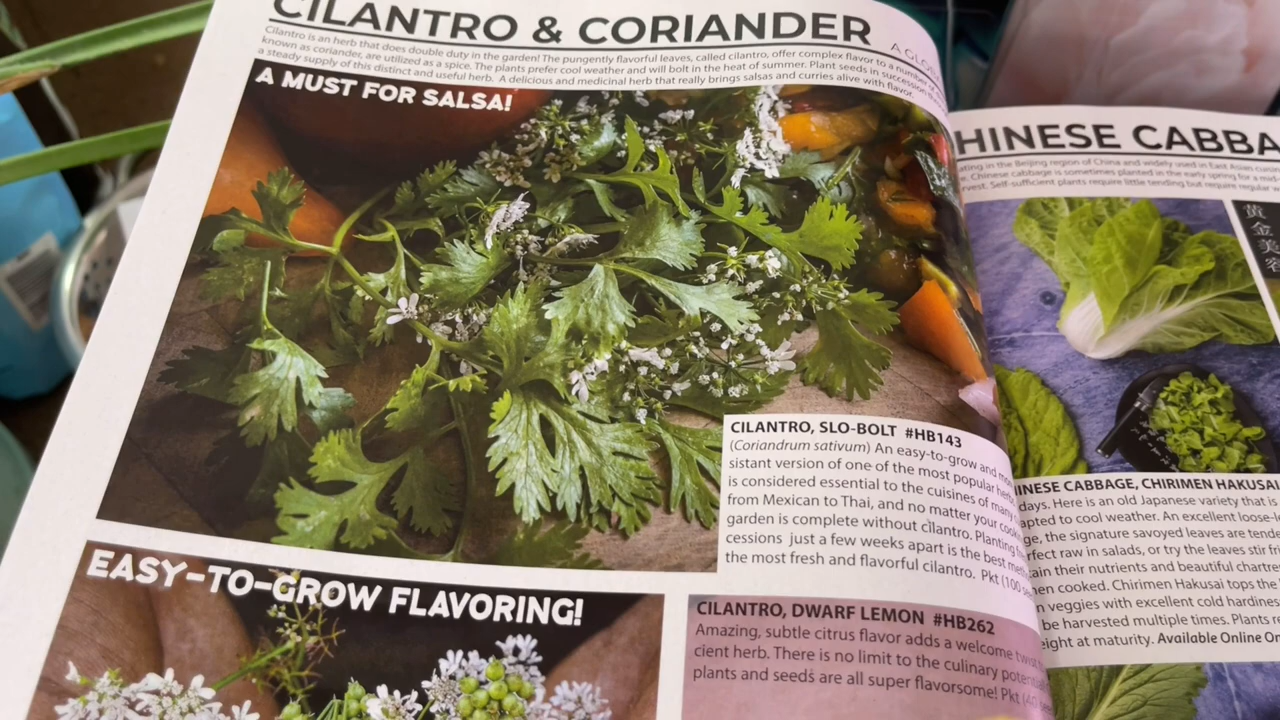 CILANTRO & CORIANDER
Cilantro is an herb that does double duty in the garden! The pungently flavorful leaves, called cilantro, offer complex flavor to a number of
known as coriander, are utilized as a spice. The plants prefer cool weather and will bolt in the heat of summer. Plant seeds in succession
a steady supply of this distinct and useful herb. A delicious and medicinal herb that really brings salsas and curries alive with flavor.
A MUST FOR SALSA!
CILANTRO, SLO-BOLT #HB143
(Coriandrum sativum) An easy-to-grow and
sistant version of one of the most popular
is considered essential to the cuisines of many
from Mexican to Thai, and no matter your
garden is complete without cilantro. Planting
cessions just a few weeks apart is the best
the most fresh and flavorful cilantro. Pkt (100
EASY-TO-GROW FLAVORING!
CILANTRO, DWARF LEMON #HB262
Amazing, subtle citrus flavor adds a welcome
cient herb. There is no limit to the culinary
plants and seeds are all super flavorsome! Pkt
HINESE CABBA
ating in the Beijing region of China and widely used in East Asian
Chinese cabbage is sometimes planted in the early spring for a
rvest. Self-sufficient plants require little tending but require regular
黄
金
美
容
INESE CABBAGE, CHIRIMEN HAKUSAI
days. Here is an old Japanese variety that is
apted to cool weather. An excellent loose-
ge, the signature savoyed leaves are tende
rfect raw in salads, or try the leaves stir
ain their nutrients and beautiful chartre
en cooked. Chirimen Hakusai tops the
n veggies with excellent cold hardines
be harvested multiple times. Plants
eight at maturity. Available Online On